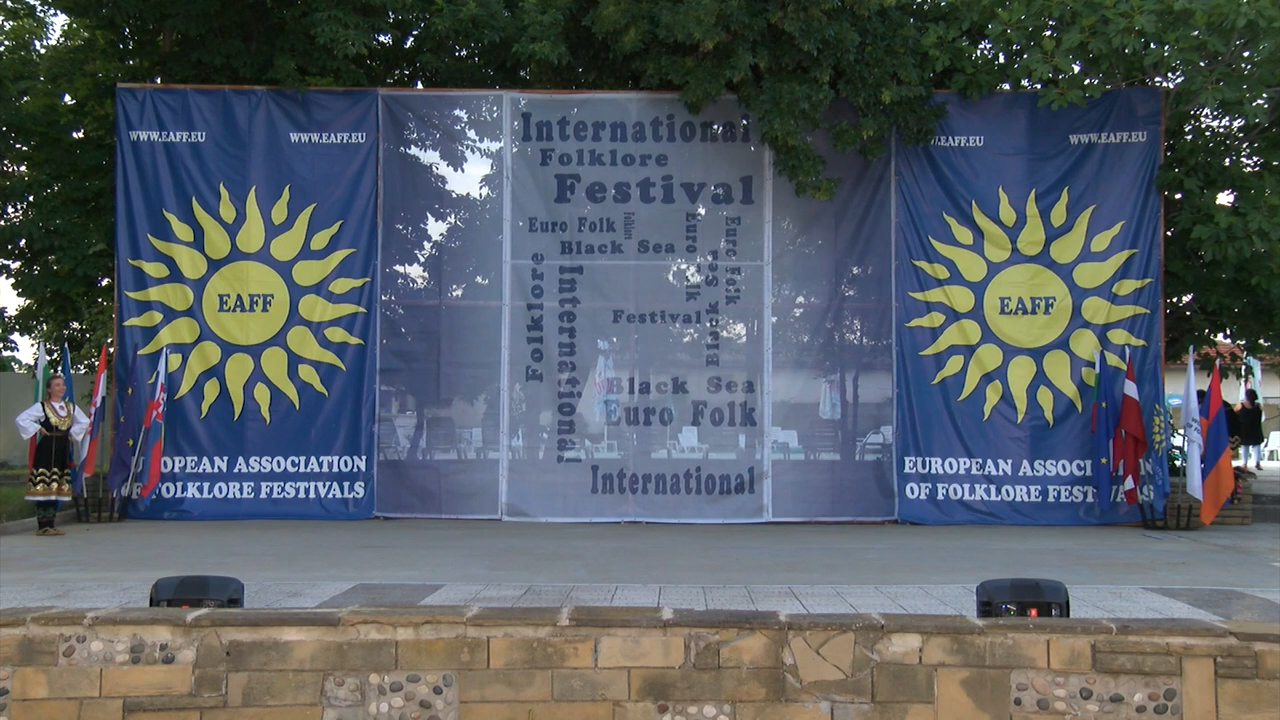 WWW.EAFF.EU
WWW.EAFF.EU
EAFF
EUROPEAN ASSOCIATION
OF FOLKLORE FESTIVALS
International
Folklore
Festival
Euro Folk
Folklore
Black Sea
Euro Folk
Black Sea
Euro Folk
Folklore
International
Festival
Black Sea
Euro Folk
International
WWW.EAFF.EU
WWW.EAFF.EU
EAFF
EUROPEAN ASSOCIATION
OF FOLKLORE FESTIVALS